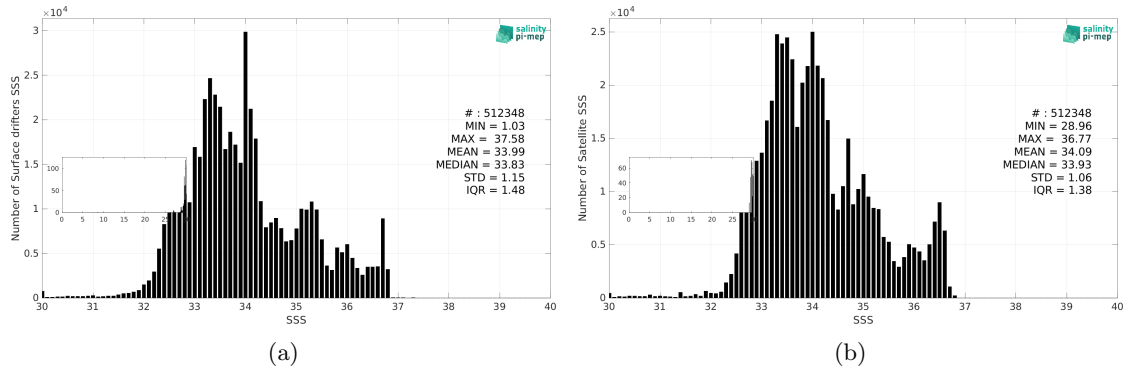 ×10⁴
3
2.5
2
1.5
1
0.5
0
Number of Surface drifters SSS
30 31 32 33 34 35 36 37 38 39 40
SSS
100
50
0
0 5 10 15 20 25
salinity
pi-mep
# : 512348
MIN = 1.03
MAX = 37.58
MEAN = 33.99
MEDIAN = 33.83
STD = 1.15
IQR = 1.48
(a)
×10⁴
2.5
2
1.5
1
0.5
0
Number of Satellite SSS
30 31 32 33 34 35 36 37 38 39 40
SSS
60
40
20
0
0 5 10 15 20 25
salinity
pi-mep
# : 512348
MIN = 28.96
MAX = 36.77
MEAN = 34.09
MEDIAN = 33.93
STD = 1.06
IQR = 1.38
(b)